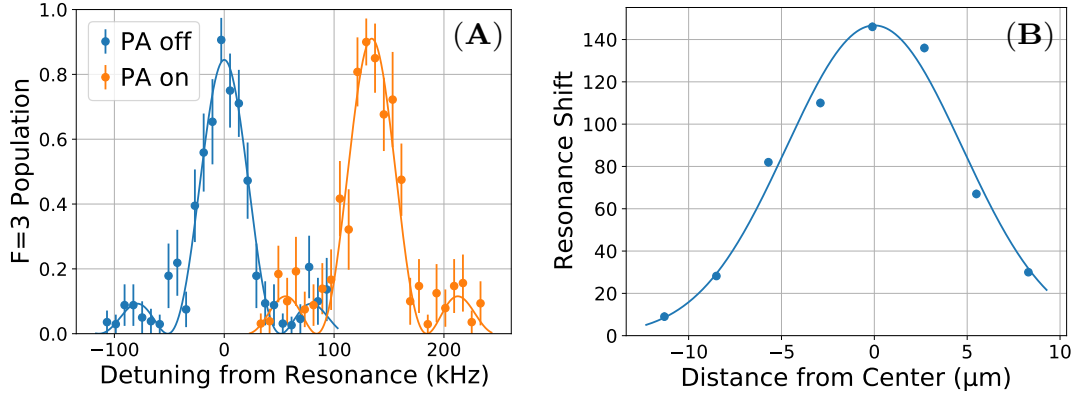 (A)
PA off
PA on
F=3 Population
1.0
0.8
0.6
0.4
0.2
0.0
−100
0
100
200
Detuning from Resonance (kHz)
(B)
Resonance Shift
140
120
100
80
60
40
20
0
−10
−5
0
5
10
Distance from Center (μm)